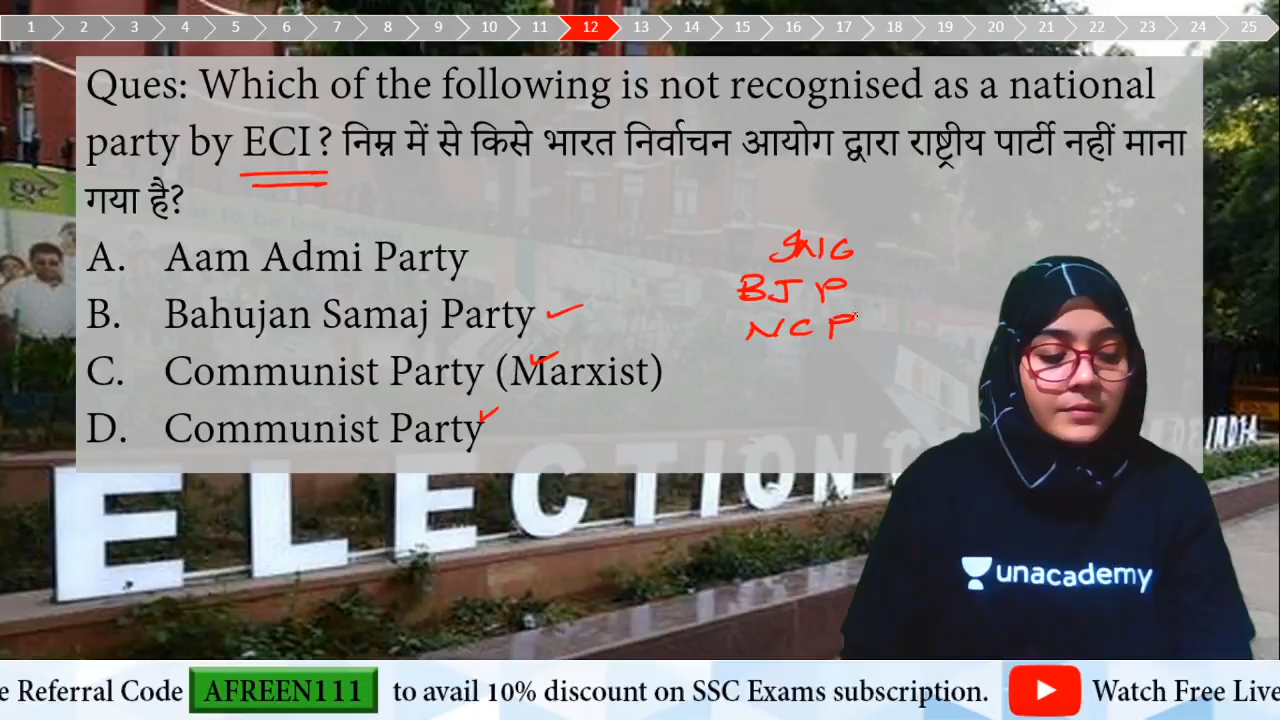 1 2 3 4 5 6 7 8 9 10 11 12 13 14 15 16 17 18 19 20 21 22 23 24 25
Ques: Which of the following is not recognised as a national
party by ECI? निम्न में से किसे भारत निर्वाचन आयोग द्वारा राष्ट्रीय पार्टी नहीं माना
गया है?
A. Aam Admi Party
B. Bahujan Samaj Party
C. Communist Party (Marxist)
D. Communist Party
BJP
NCP
ELECTION
INDIA
unacademy
e Referral Code AFREEN111 to avail 10% discount on SSC Exams subscription. Watch Free Live